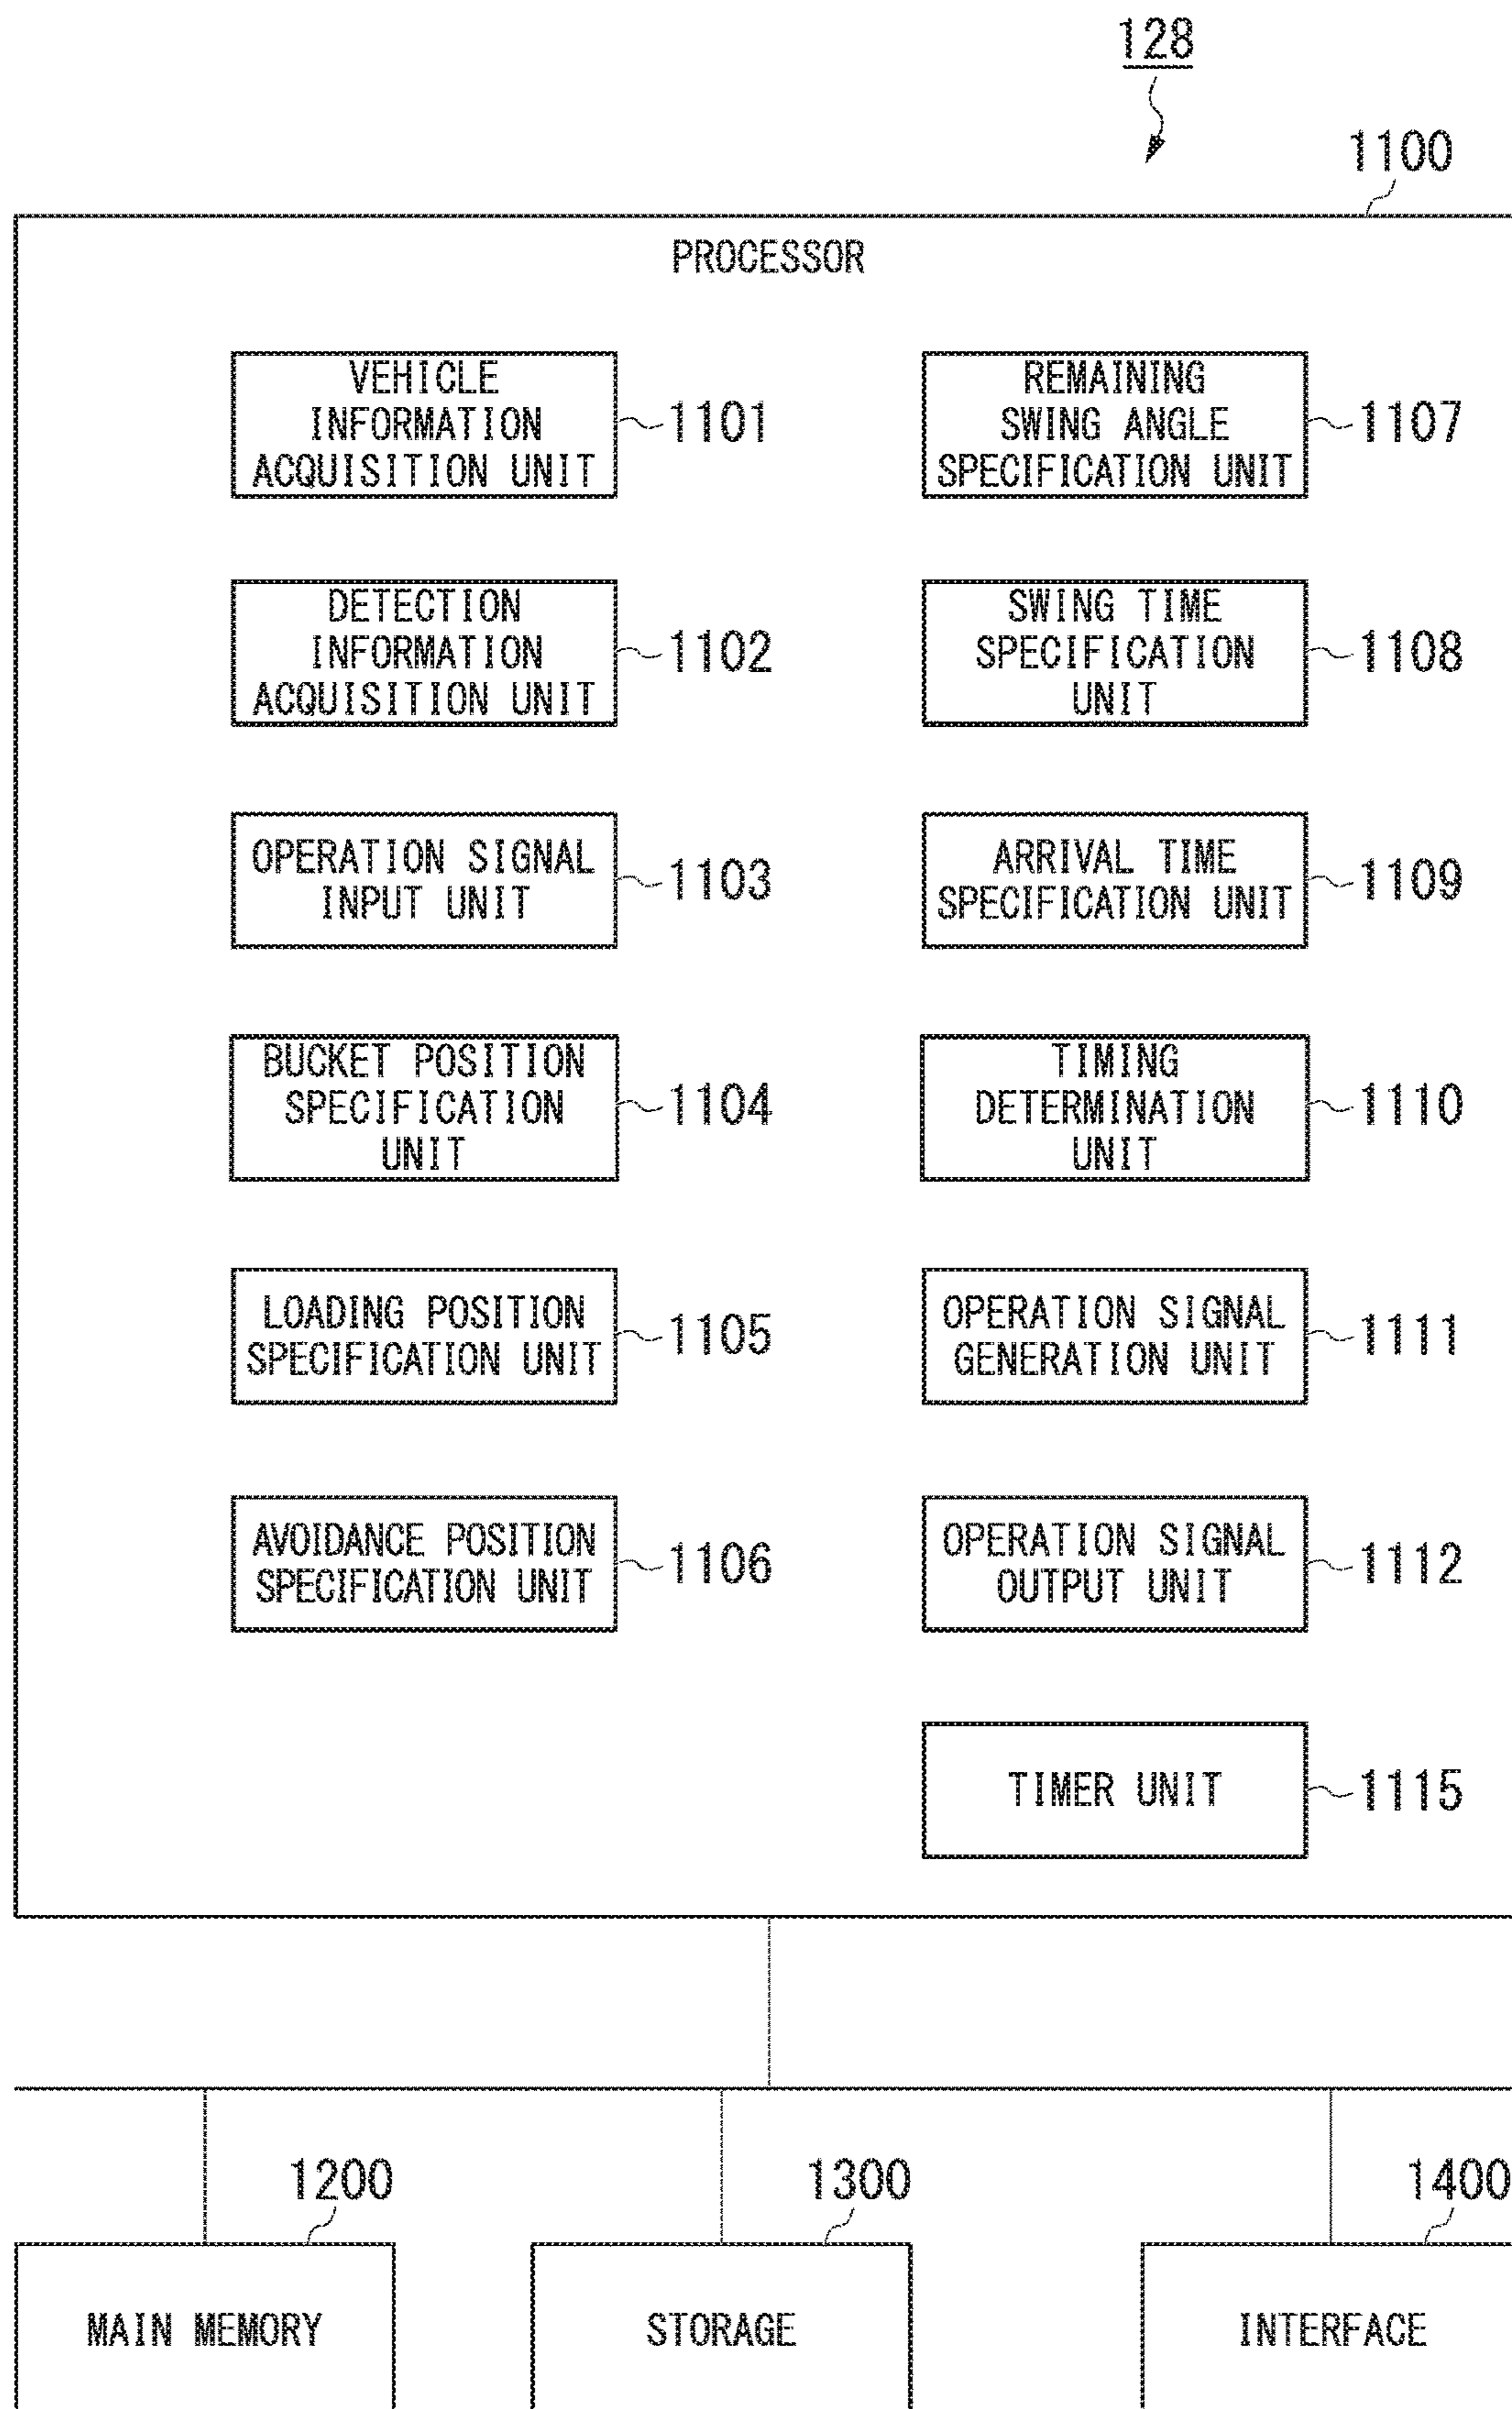 128
1100
PROCESSOR
VEHICLE
INFORMATION
ACQUISITION UNIT
1101
DETECTION
INFORMATION
ACQUISITION UNIT
1102
OPERATION SIGNAL
INPUT UNIT
1103
BUCKET POSITION
SPECIFICATION
UNIT
1104
LOADING POSITION
SPECIFICATION UNIT
1105
AVOIDANCE POSITION
SPECIFICATION UNIT
1106
REMAINING
SWING ANGLE
SPECIFICATION UNIT
1107
SWING TIME
SPECIFICATION
UNIT
1108
ARRIVAL TIME
SPECIFICATION UNIT
1109
TIMING
DETERMINATION
UNIT
1110
OPERATION SIGNAL
GENERATION UNIT
1111
OPERATION SIGNAL
OUTPUT UNIT
1112
TIMER UNIT
1115
1200
MAIN MEMORY
1300
STORAGE
1400
INTERFACE